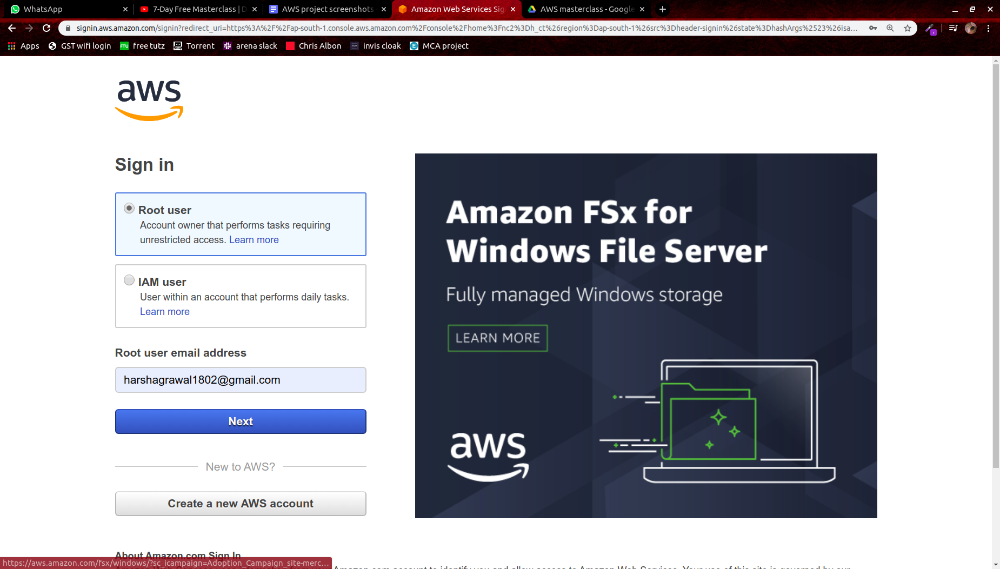 WhatsApp
7-Day Free Masterclass | D
AWS project screenshots
Amazon Web Services Sig
AWS masterclass - Google
signin.aws.amazon.com/signin?redirect_uri=https%3A%2F%2Fap-south-1.console.aws.amazon.com%2Fconsole%2Fhome%3Fnc2%3Dh_ct%26region%3Dap-south-1%26src%3Dheader-signin%26state%3DhashArgs%2523%26isa...
Apps
GST wifi login
FTU
free tutz
Torrent
arena slack
Chris Albon
invis cloak
E
MCA project
aws
Sign in
Root user
Account owner that performs tasks requiring
unrestricted access. Learn more
IAM user
User within an account that performs daily tasks.
Learn more
Root user email address
harshagrawal1802@gmail.com
Next
New to AWS?
Create a new AWS account
About Amazon.com Sign In
Amazon FSx for
Windows File Server
Fully managed Windows storage
LEARN MORE
aws
https://aws.amazon.com/fsx/windows/?sc_icampaign=Adoption_Campaign_site-merc...
Amazon.com account to identify you and allow access to Amazon Web Services. Your use of this site is governed by our